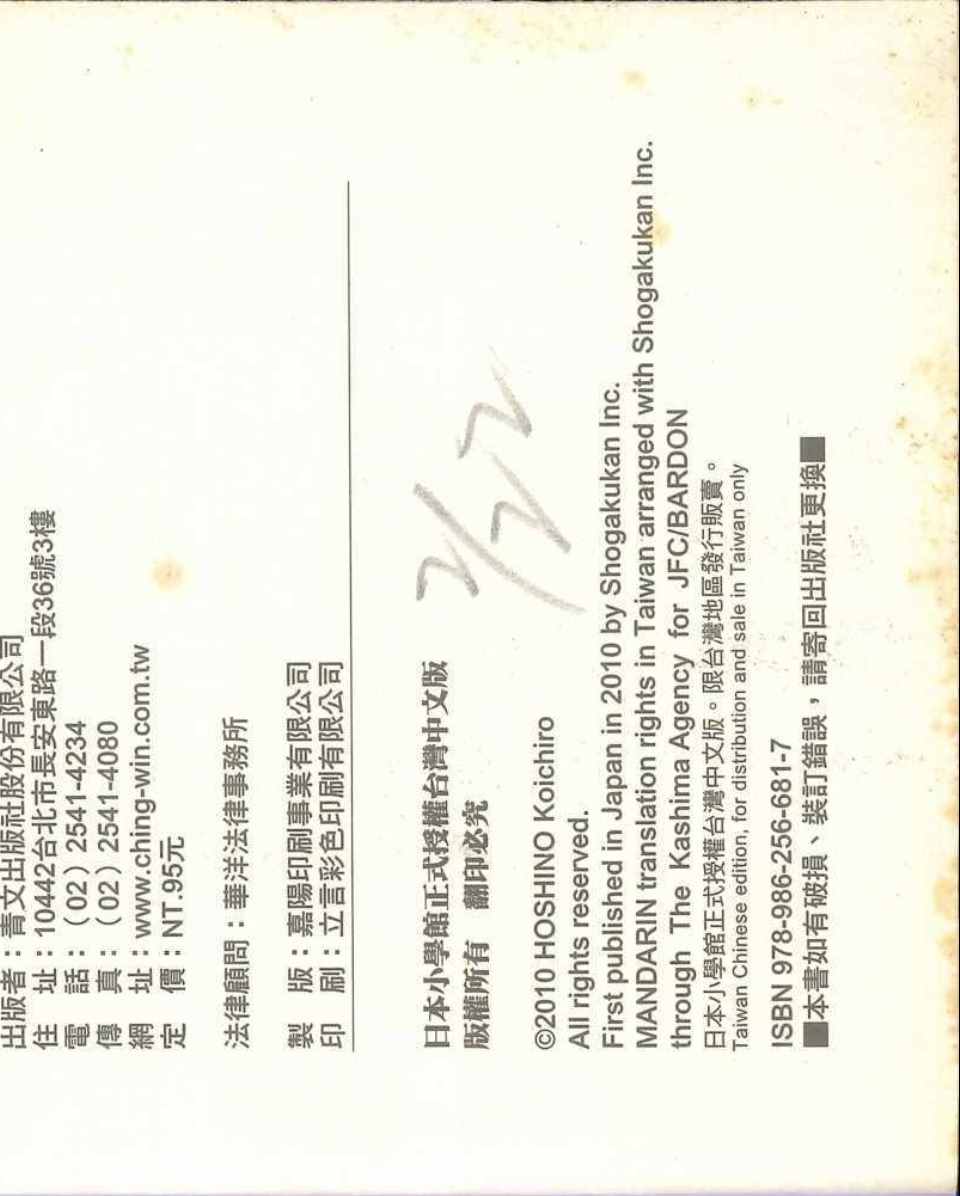 出版者：青文出版社股份有限公司
住　址：10442台北市長安東路一段36號3樓
電　話：（02）2541-4234
傳　真：（02）2541-4080
網　址：www.ching-win.com.tw
定　價：NT.95元
法律顧問：華洋法律事務所
製　版：嘉陽印刷事業有限公司
印　刷：立言彩色印刷有限公司
日本小學館正式授權台灣中文版
版權所有　翻印必究
©2010 HOSHINO Koichiro
All rights reserved.
First published in Japan in 2010 by Shogakukan Inc.
MANDARIN translation rights in Taiwan arranged with Shogakukan Inc.
through The Kashima Agency for JFC/BARDON
日本小學館正式授權台灣中文版。限台灣地區發行販賣。
Taiwan Chinese edition, for distribution and sale in Taiwan only
ISBN 978-986-256-681-7
■本書如有破損、裝訂錯誤，請寄回出版社更換■